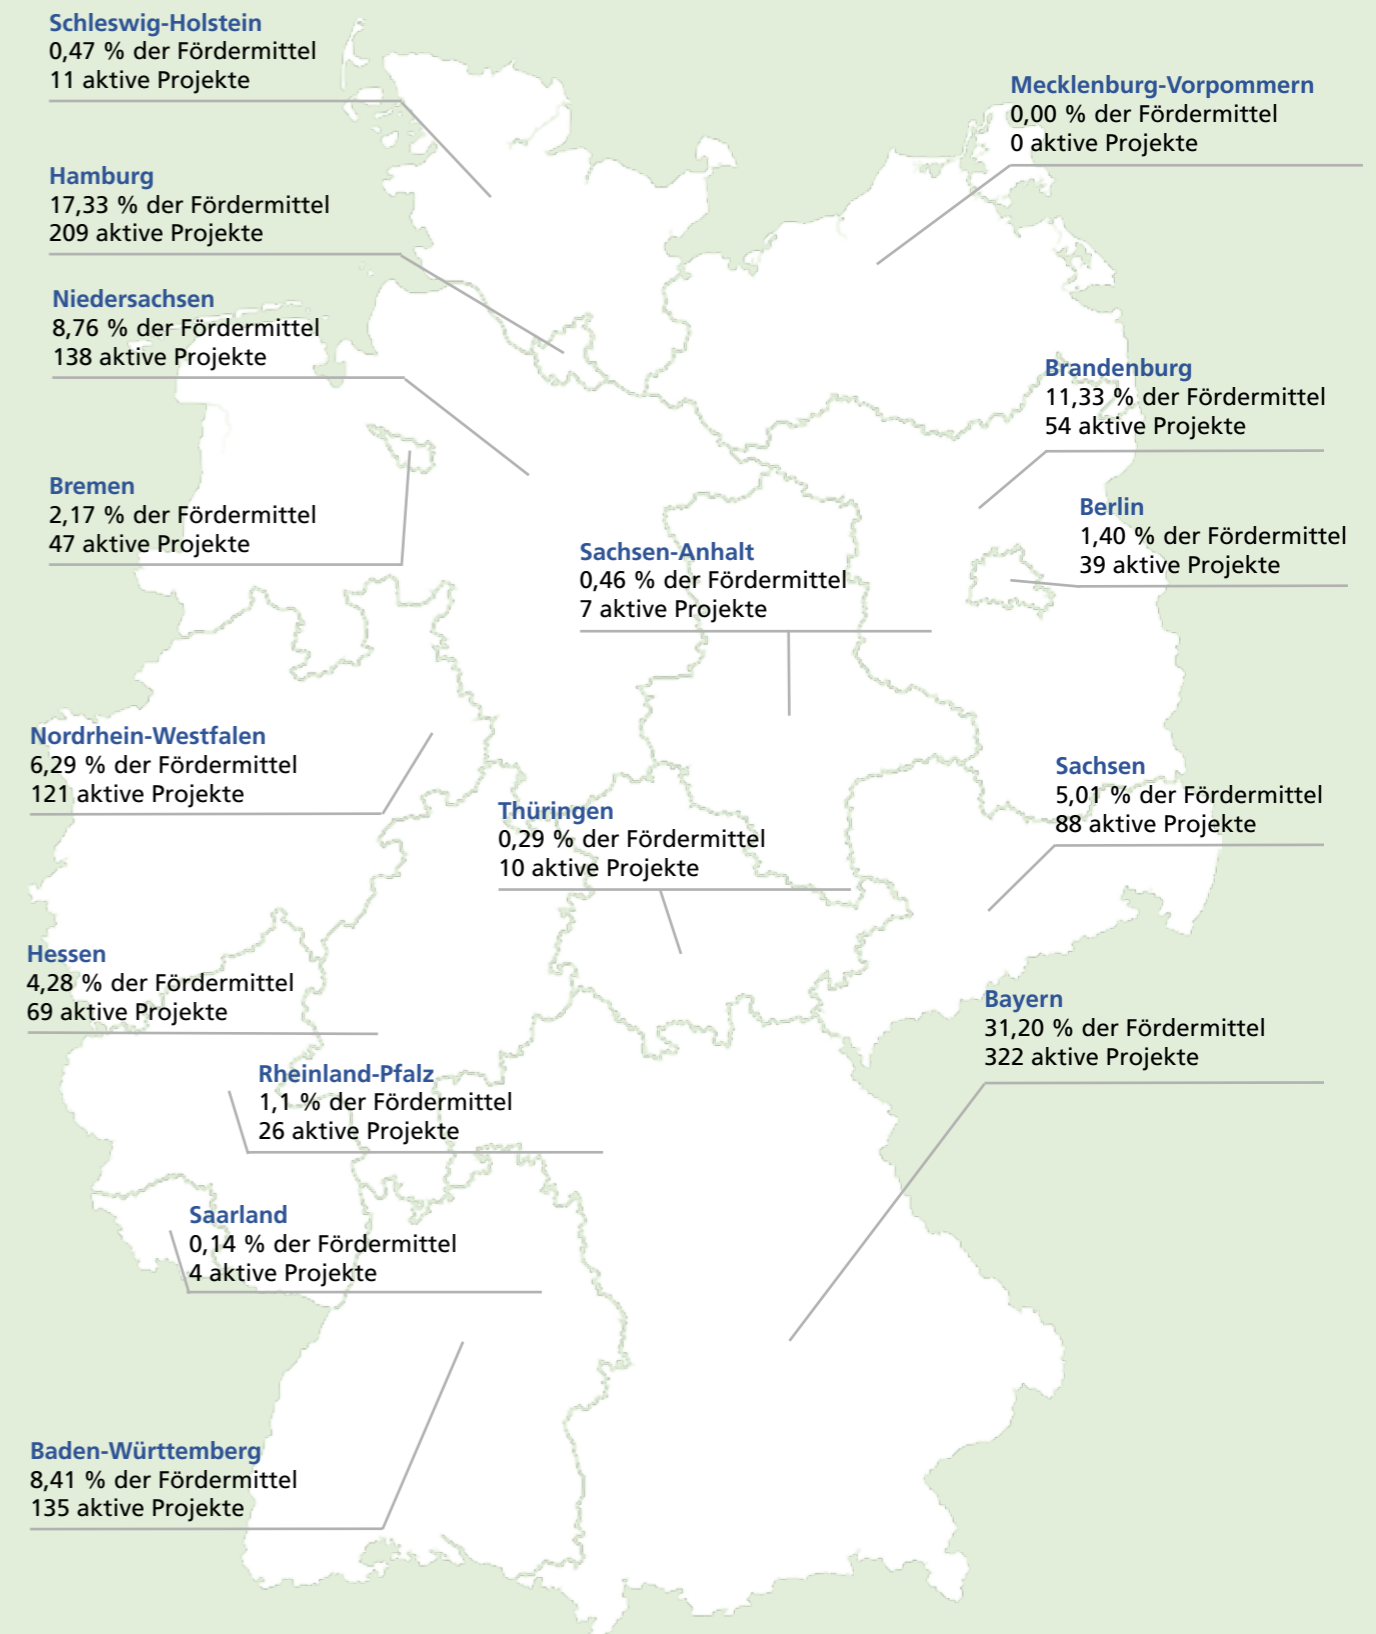 Schleswig-Holstein
0,47 % der Fördermittel
11 aktive Projekte
Mecklenburg-Vorpommern
0,00 % der Fördermittel
0 aktive Projekte
Hamburg
17,33 % der Fördermittel
209 aktive Projekte
Niedersachsen
8,76 % der Fördermittel
138 aktive Projekte
Brandenburg
11,33 % der Fördermittel
54 aktive Projekte
Bremen
2,17 % der Fördermittel
47 aktive Projekte
Berlin
1,40 % der Fördermittel
39 aktive Projekte
Sachsen-Anhalt
0,46 % der Fördermittel
7 aktive Projekte
Nordrhein-Westfalen
6,29 % der Fördermittel
121 aktive Projekte
Sachsen
5,01 % der Fördermittel
88 aktive Projekte
Thüringen
0,29 % der Fördermittel
10 aktive Projekte
Hessen
4,28 % der Fördermittel
69 aktive Projekte
Bayern
31,20 % der Fördermittel
322 aktive Projekte
Rheinland-Pfalz
1,1 % der Fördermittel
26 aktive Projekte
Saarland
0,14 % der Fördermittel
4 aktive Projekte
Baden-Württemberg
8,41 % der Fördermittel
135 aktive Projekte